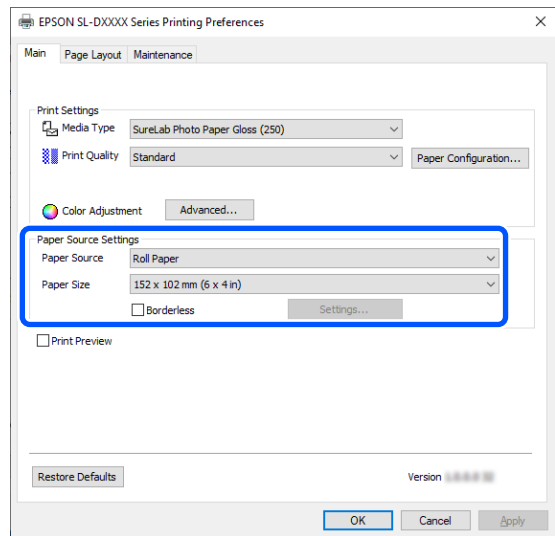 EPSON SL-DXXXX Series Printing Preferences
Main Page Layout Maintenance
Print Settings
Media Type SureLab Photo Paper Gloss (250)
Print Quality Standard Paper Configuration...
Color Adjustment Advanced...
Paper Source Settings
Paper Source Roll Paper
Paper Size 152 x 102 mm (6 x 4 in)
Borderless Settings...
Print Preview
Restore Defaults Version
OK Cancel Apply